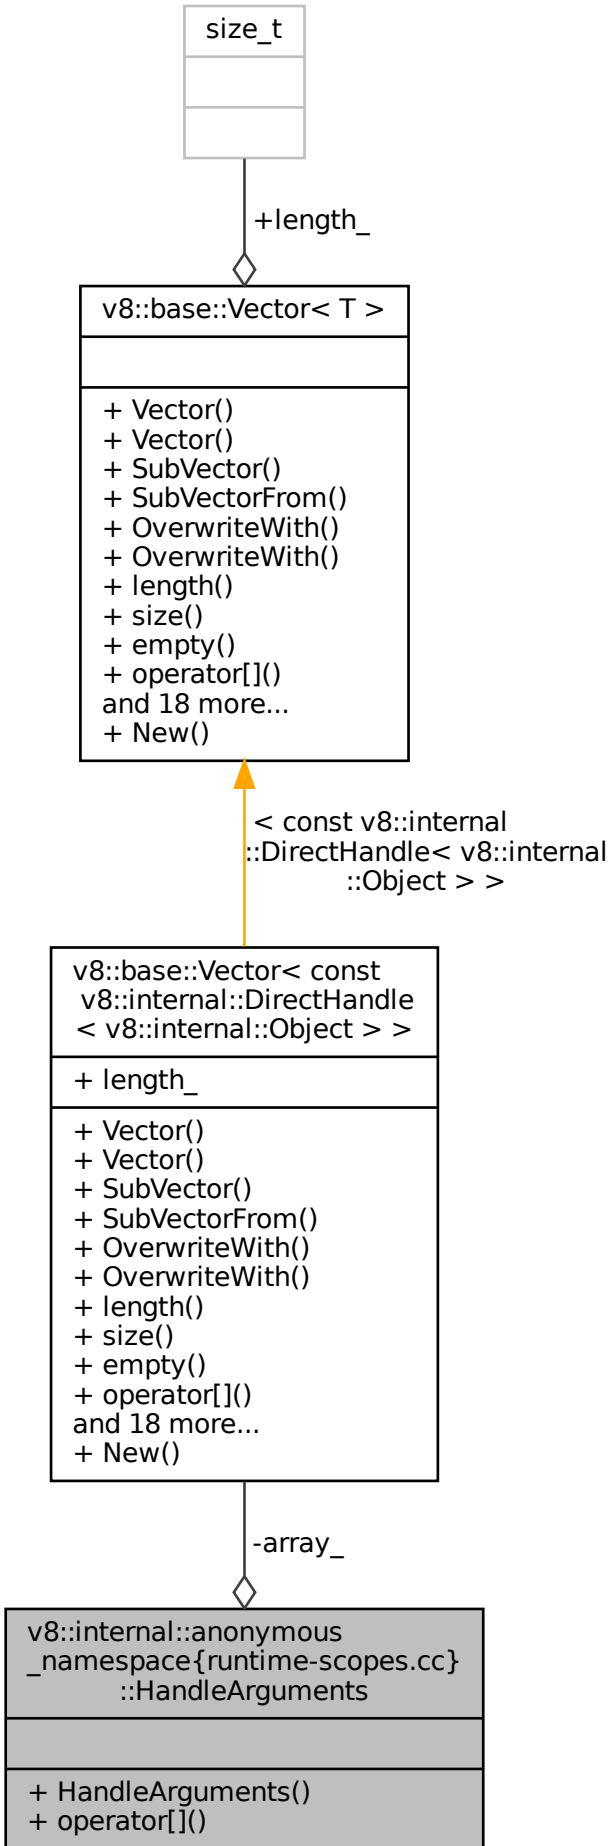 size_t
+length_
v8::base::Vector< T >
+ Vector()
+ Vector()
+ SubVector()
+ SubVectorFrom()
+ OverwriteWith()
+ OverwriteWith()
+ length()
+ size()
+ empty()
+ operator[]()
and 18 more...
+ New()
< const v8::internal
::DirectHandle< v8::internal
::Object > >
v8::base::Vector< const
v8::internal::DirectHandle
< v8::internal::Object > >
+ length_
+ Vector()
+ Vector()
+ SubVector()
+ SubVectorFrom()
+ OverwriteWith()
+ OverwriteWith()
+ length()
+ size()
+ empty()
+ operator[]()
and 18 more...
+ New()
-array_
v8::internal::anonymous
_namespace{runtime-scopes.cc}
::HandleArguments
+ HandleArguments()
+ operator[]()